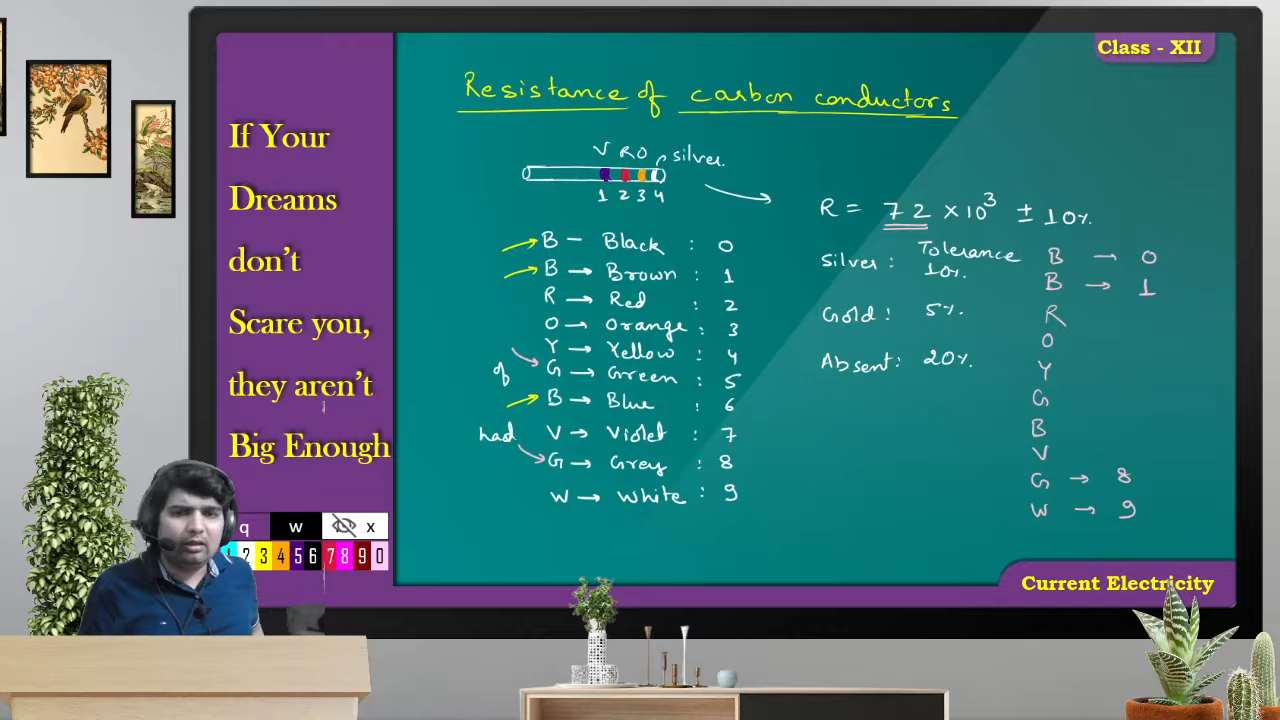 Class - XII
If Your
Dreams
don't
Scare you,
they aren't
Big Enough
Resistance of carbon conductors
V R O silver
1 2 3 4
R = 72 × 10³ ± 10%
B – Black : 0
B → Brown : 1
R → Red : 2
O → Orange : 3
Y → Yellow : 4
of G → Green : 5
B → Blue : 6
had V → Violet : 7
G → Grey : 8
W → White : 9
Tolerance
Silver : 10%
Gold : 5%
Absent : 20%
B → 0
B → 1
R
O
Y
G
B
V
G → 8
W → 9
q w x
1 2 3 4 5 6 7 8 9 0
Current Electricity